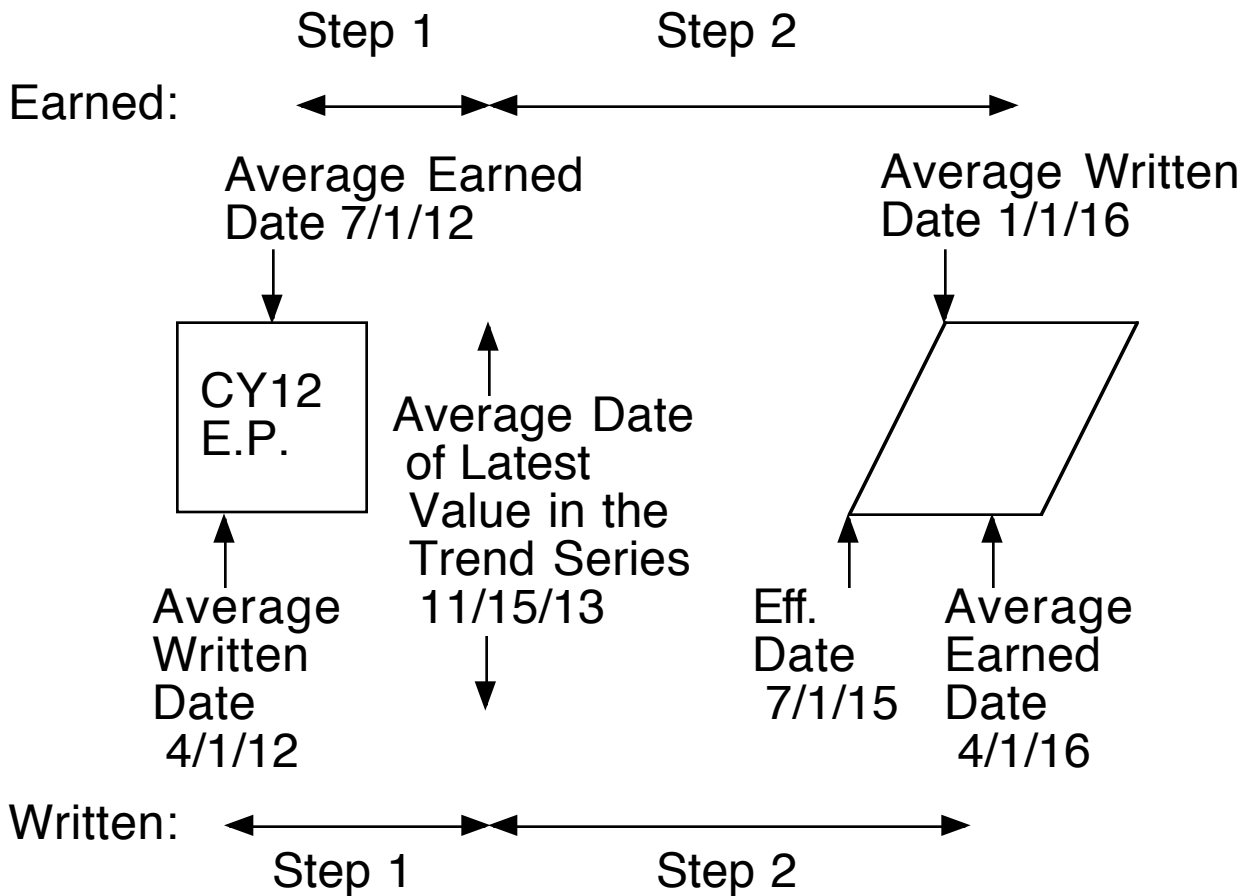 Step 1
Step 2
Earned:
Average Earned
Date 7/1/12
Average Written
Date 1/1/16
CY12
E.P.
Average Date
of Latest
Value in the
Trend Series
11/15/13
Average
Written
Date
4/1/12
Eff.
Date
7/1/15
Average
Earned
Date
4/1/16
Written:
Step 1
Step 2